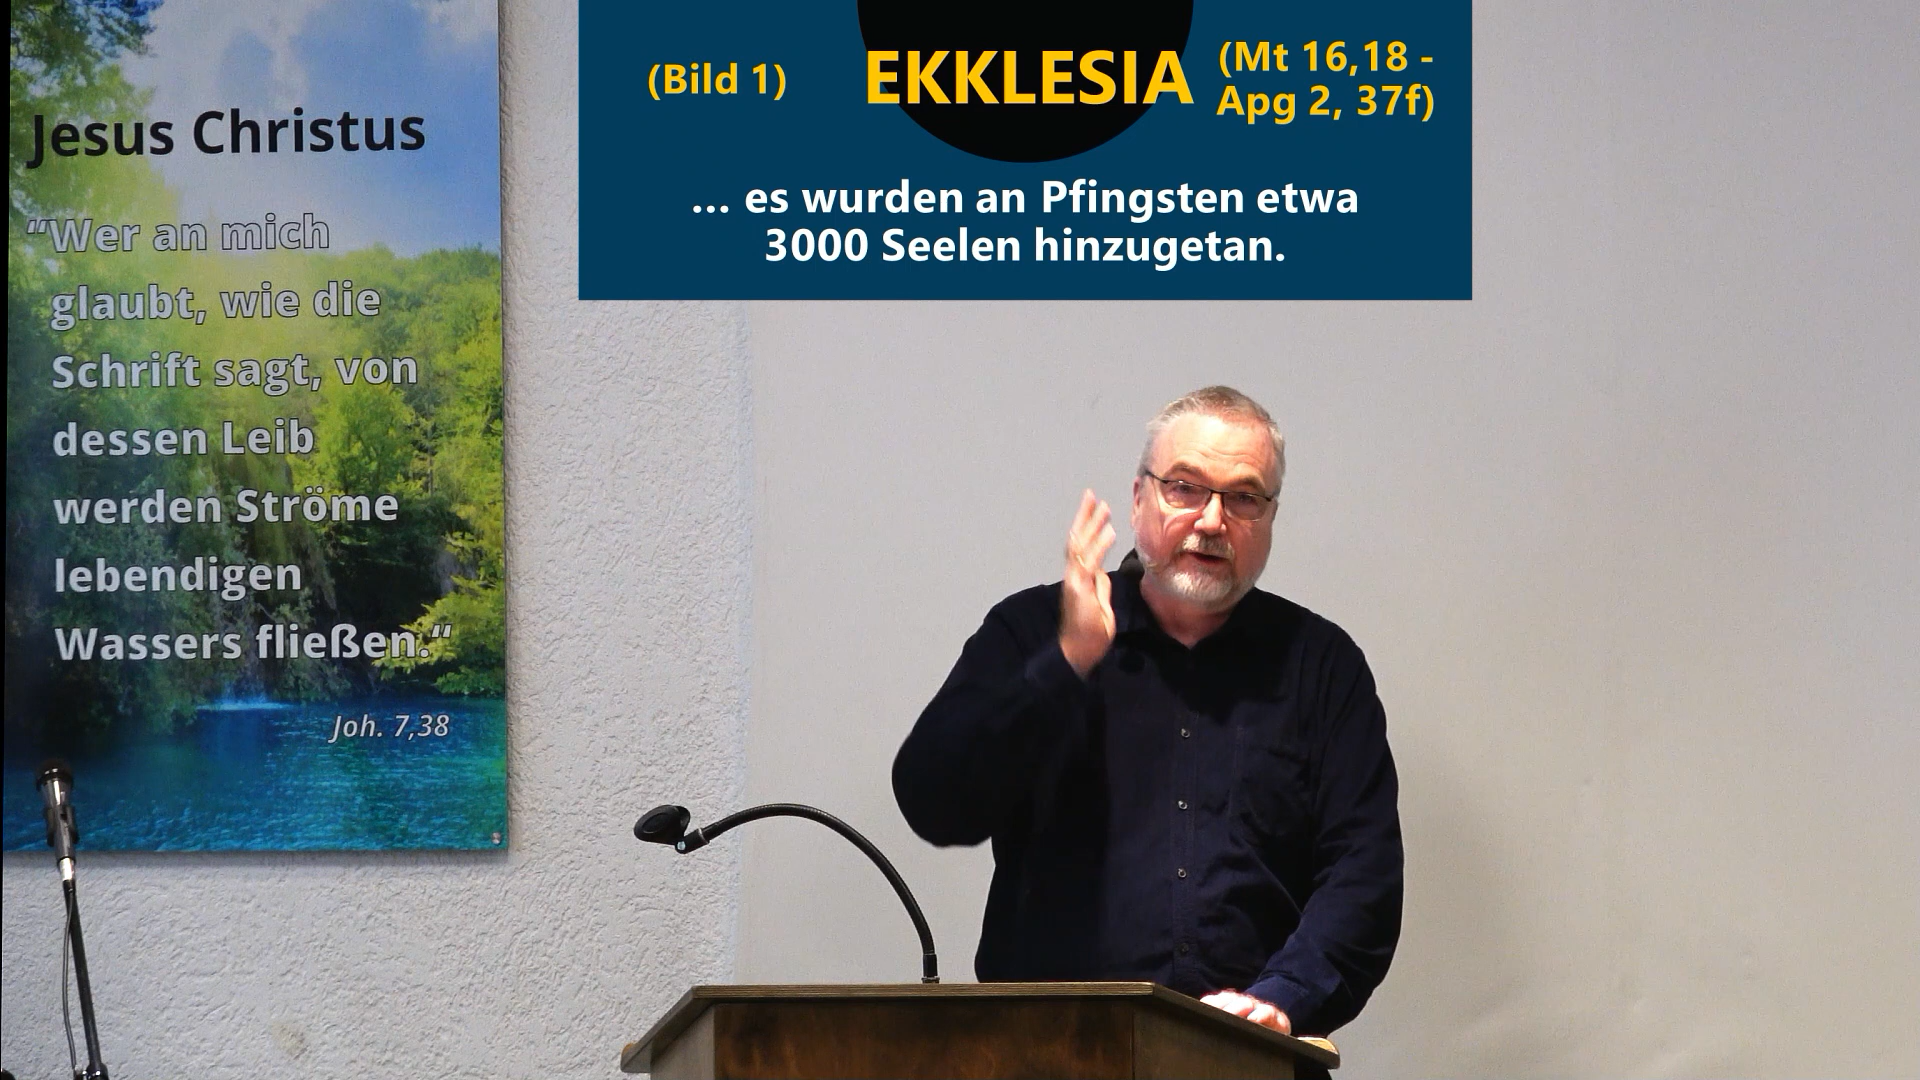 Jesus Christus
“Wer an mich
glaubt, wie die
Schrift sagt, von
dessen Leib
werden Ströme
lebendigen
Wassers fließen.“
Joh. 7,38
(Bild 1)
EKKLESIA
(Mt 16,18 -
Apg 2, 37f)
... es wurden an Pfingsten etwa
3000 Seelen hinzugetan.